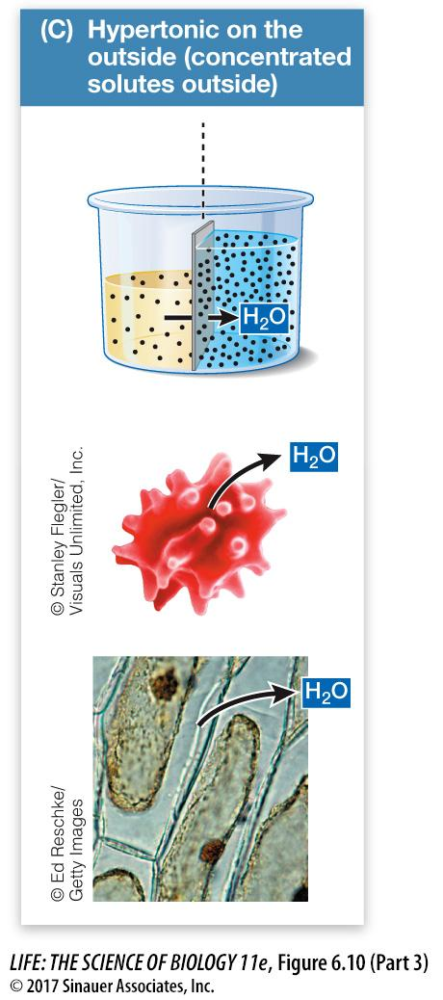 (C) Hypertonic on the
outside (concentrated
solutes outside)
H₂O
H₂O
© Stanley Flegler/
Visuals Unlimited, Inc.
H₂O
© Ed Reschke/
Getty Images
LIFE: THE SCIENCE OF BIOLOGY 11e, Figure 6.10 (Part 3)
© 2017 Sinauer Associates, Inc.